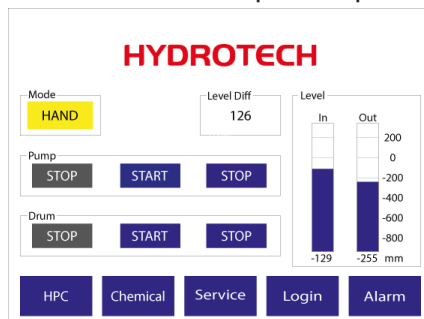 HYDROTECH
Mode
HAND
Level Diff
126
Level
In Out
200
0
-200
-400
-600
-800
-129 -255 mm
Pump
STOP START STOP
Drum
STOP START STOP
HPC Chemical Service Login Alarm